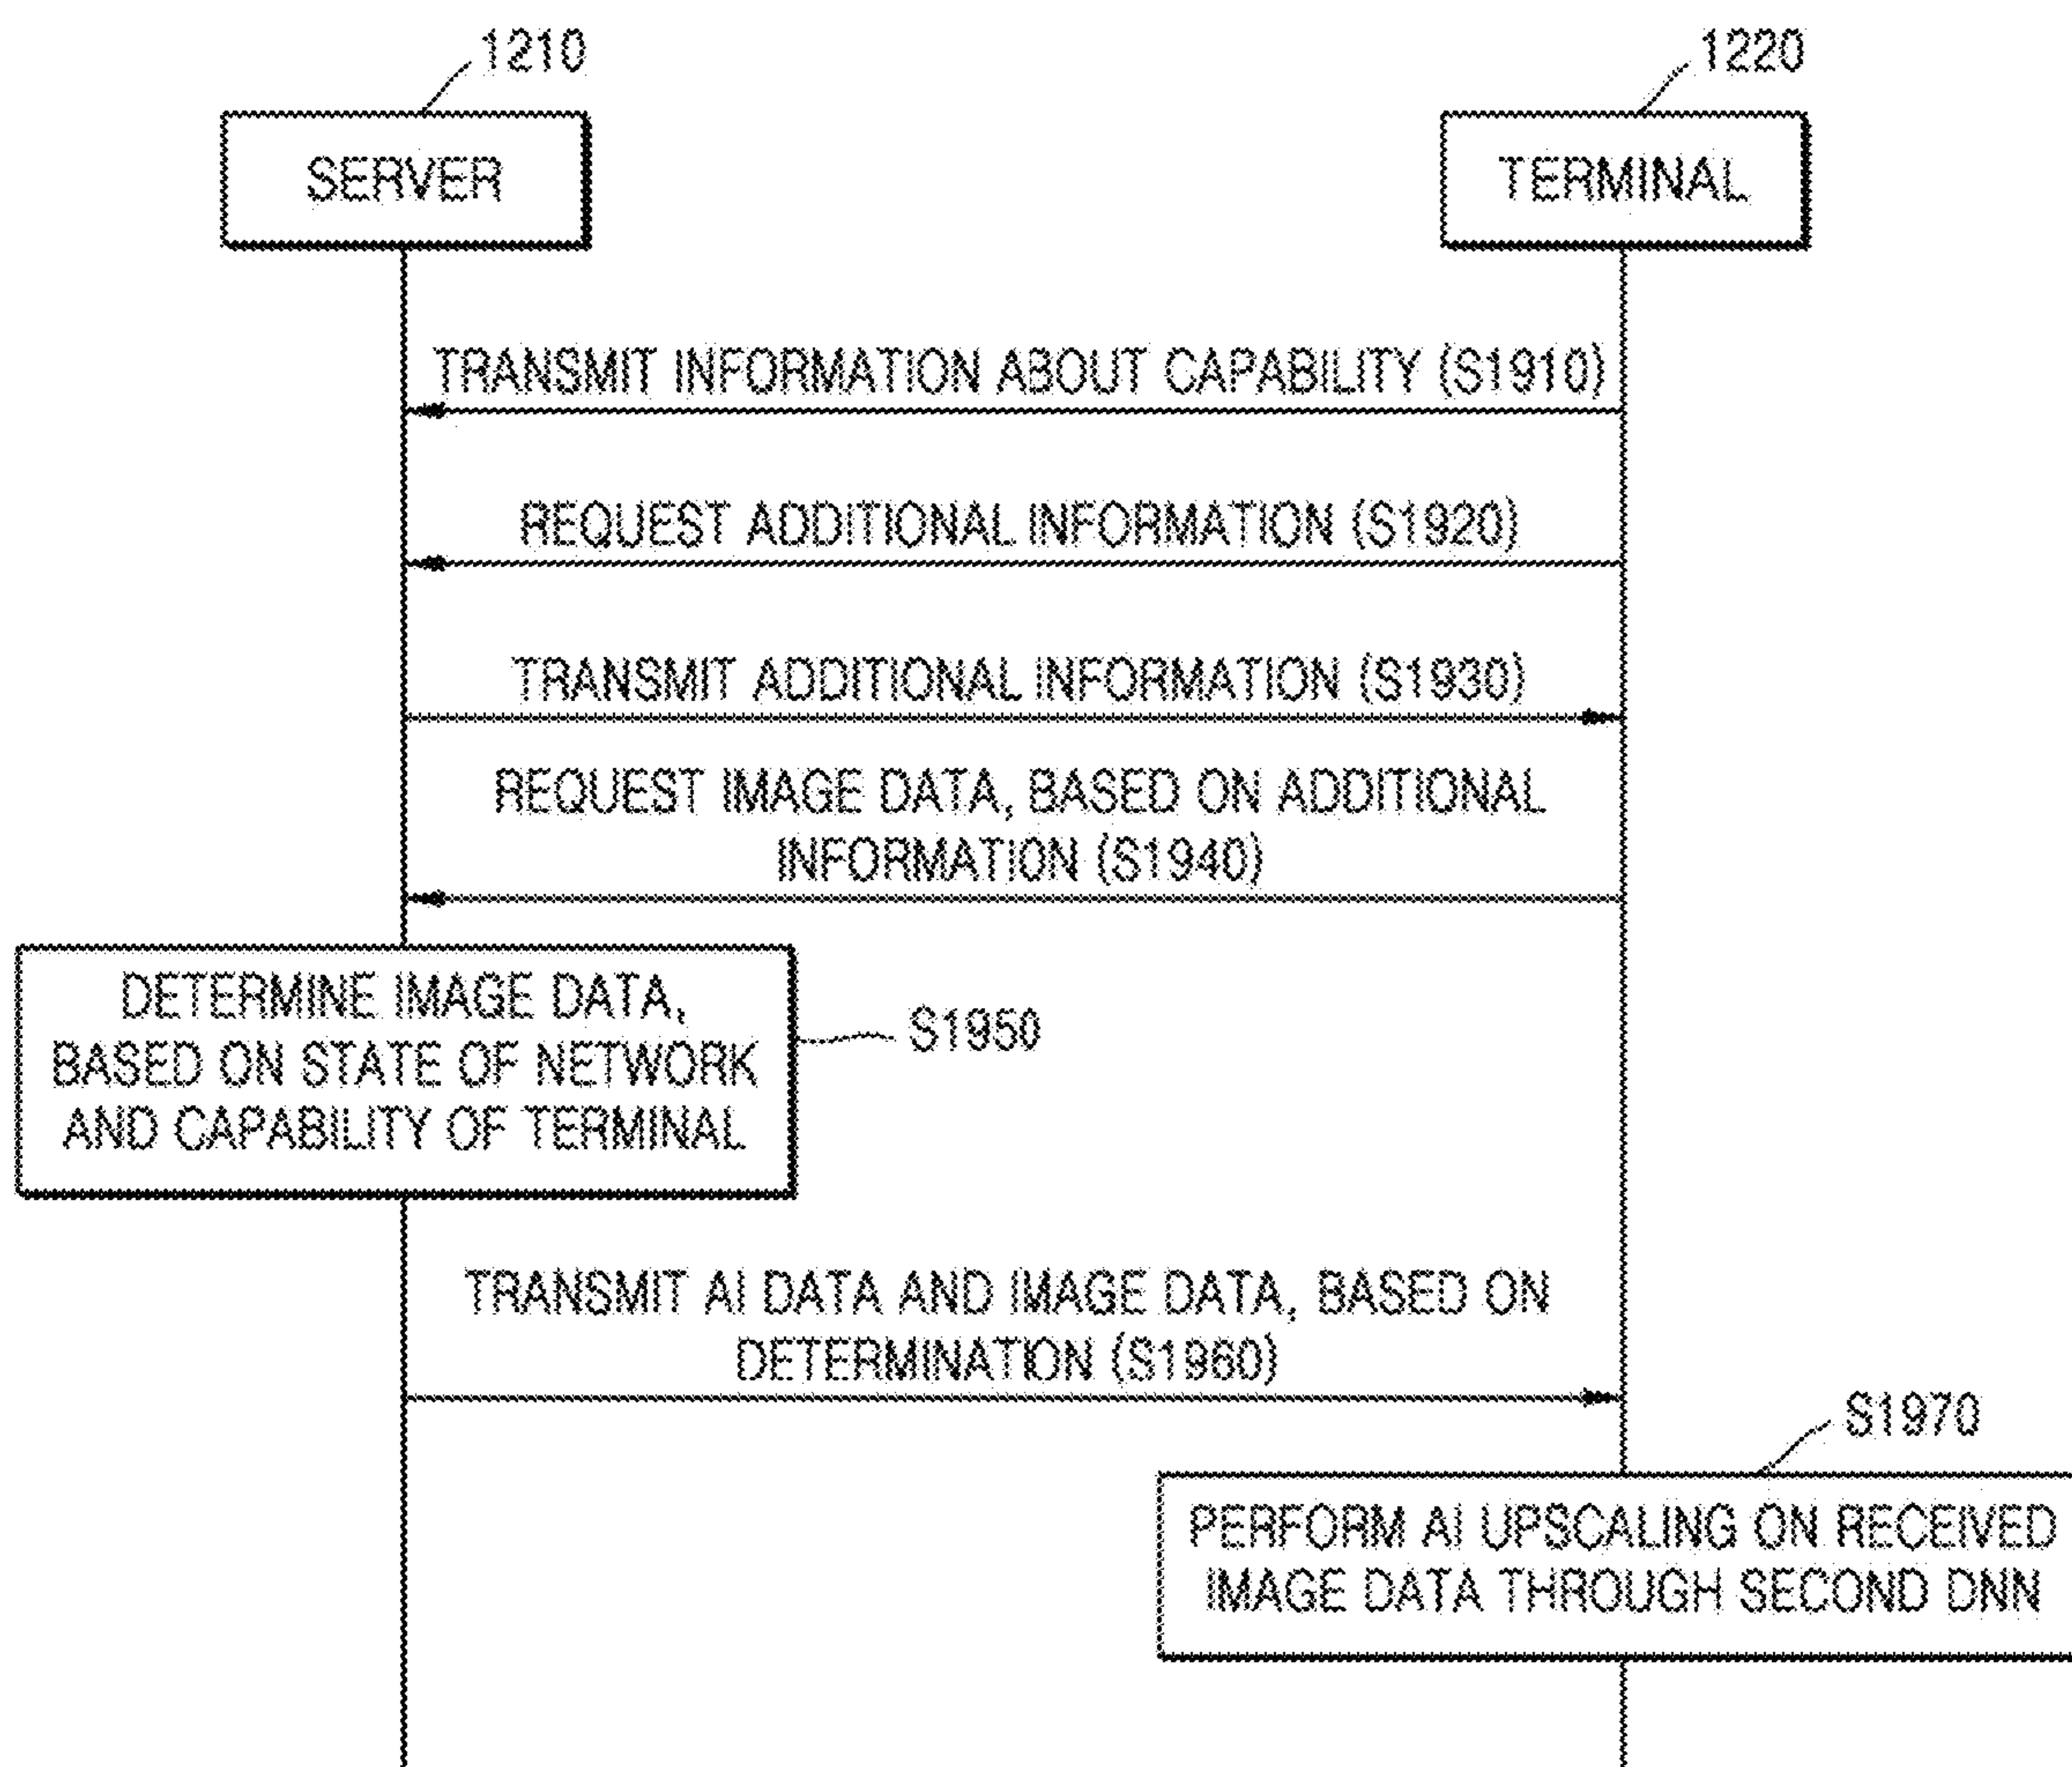 1210
1220
SERVER
TERMINAL
TRANSMIT INFORMATION ABOUT CAPABILITY (S1910)
REQUEST ADDITIONAL INFORMATION (S1920)
TRANSMIT ADDITIONAL INFORMATION (S1930)
REQUEST IMAGE DATA, BASED ON ADDITIONAL
INFORMATION (S1940)
DETERMINE IMAGE DATA,
BASED ON STATE OF NETWORK
AND CAPABILITY OF TERMINAL
S1950
TRANSMIT AI DATA AND IMAGE DATA, BASED ON
DETERMINATION (S1960)
S1970
PERFORM AI UPSCALING ON RECEIVED
IMAGE DATA THROUGH SECOND DNN